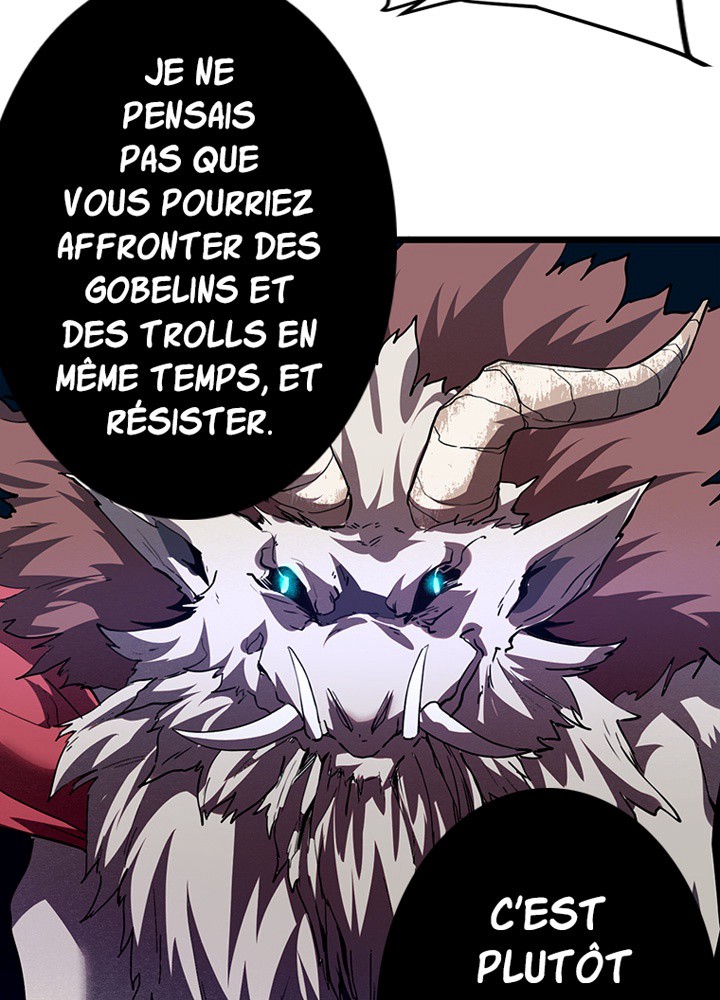 JE NE
PENSAIS
PAS QUE
VOUS POURRIEZ
AFFRONTER DES
GOBELINS ET
DES TROLLS EN
MÊME TEMPS, ET
RÉSISTER.
C'EST
PLUTÔT